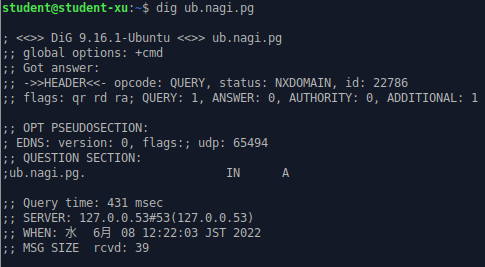 student@student-xu:~$ dig ub.nagi.pg

; <<>> DiG 9.16.1-Ubuntu <<>> ub.nagi.pg
;; global options: +cmd
;; Got answer:
;; ->>HEADER<<- opcode: QUERY, status: NXDOMAIN, id: 22786
;; flags: qr rd ra; QUERY: 1, ANSWER: 0, AUTHORITY: 0, ADDITIONAL: 1

;; OPT PSEUDOSECTION:
; EDNS: version: 0, flags:; udp: 65494
;; QUESTION SECTION:
;ub.nagi.pg. IN A

;; Query time: 431 msec
;; SERVER: 127.0.0.53#53(127.0.0.53)
;; WHEN: 水 6月 08 12:22:03 JST 2022
;; MSG SIZE rcvd: 39